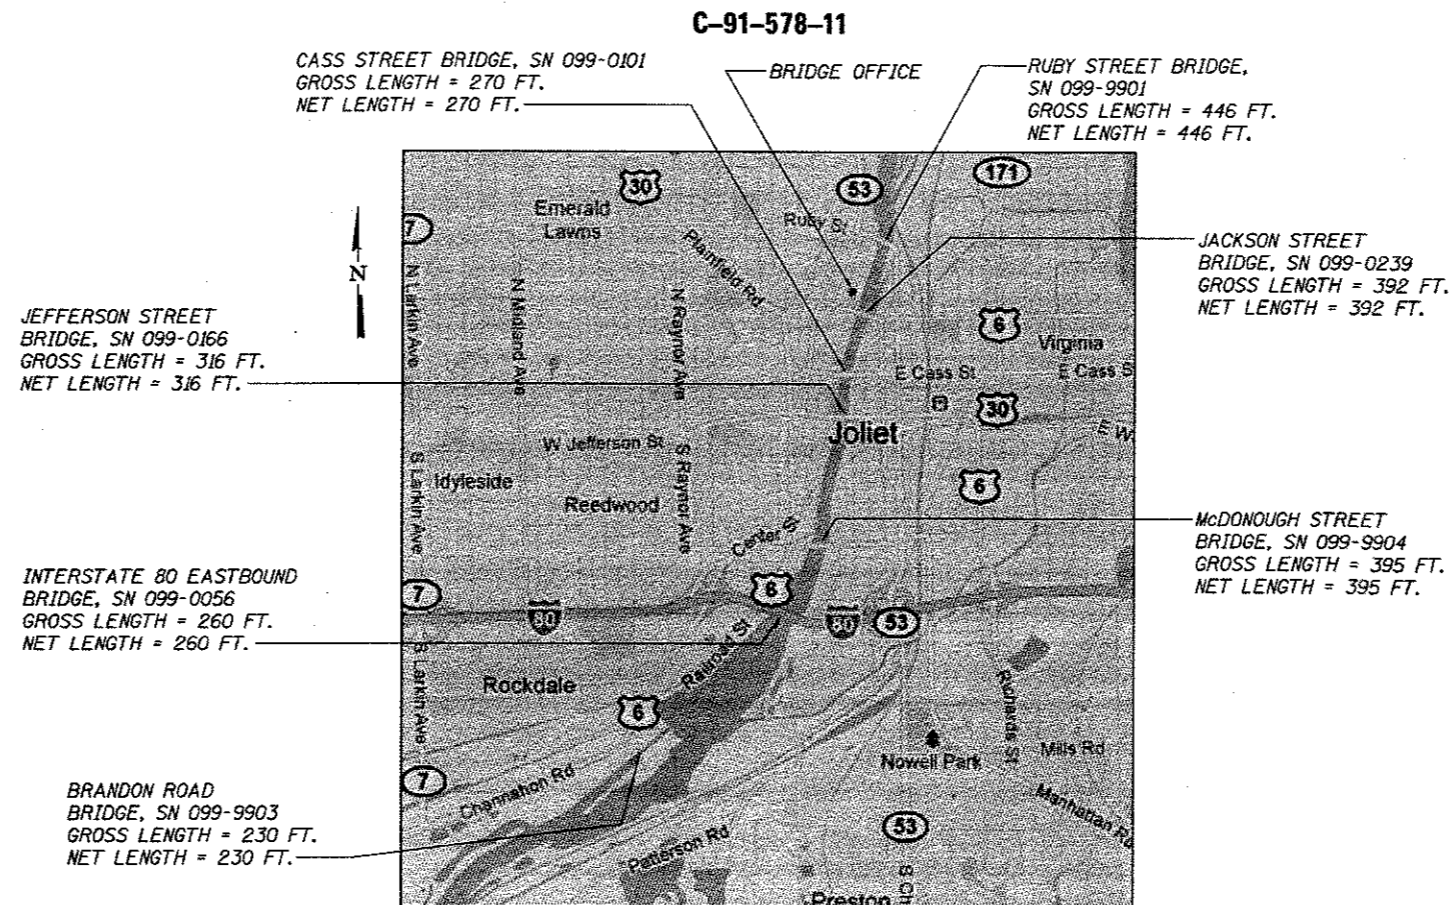 C-91-578-11
CASS STREET BRIDGE, SN 099-0101
GROSS LENGTH = 270 FT.
NET LENGTH = 270 FT.
BRIDGE OFFICE
RUBY STREET BRIDGE,
SN 099-9901
GROSS LENGTH = 446 FT.
NET LENGTH = 446 FT.
JACKSON STREET
BRIDGE, SN 099-0239
GROSS LENGTH = 392 FT.
NET LENGTH = 392 FT.
N
JEFFERSON STREET
BRIDGE, SN 099-0166
GROSS LENGTH = 316 FT.
NET LENGTH = 316 FT.
McDONOUGH STREET
BRIDGE, SN 099-9904
GROSS LENGTH = 395 FT.
NET LENGTH = 395 FT.
INTERSTATE 80 EASTBOUND
BRIDGE, SN 099-0056
GROSS LENGTH = 260 FT.
NET LENGTH = 260 FT.
BRANDON ROAD
BRIDGE, SN 099-9903
GROSS LENGTH = 230 FT.
NET LENGTH = 230 FT.
30
53
171
7
Emerald
Lawns
Ruby St
Plainfield Rd
N Larkin Ave
N Midland Ave
N Raynor Ave
6
Virginia
E Cass St
E Cass S
30
Joliet
E W
W Jefferson St
S Larkin Ave
S Raynor Ave
Idyleside
Reedwood
6
Center St
7
80
6
80
53
S Larkin Ave
Railroad St
Rockdale
6
Richards St
Nowell Park
Mills Rd
7
Channahon Rd
Manhattan Rd
Patterson Rd
53
S Ch
Preston